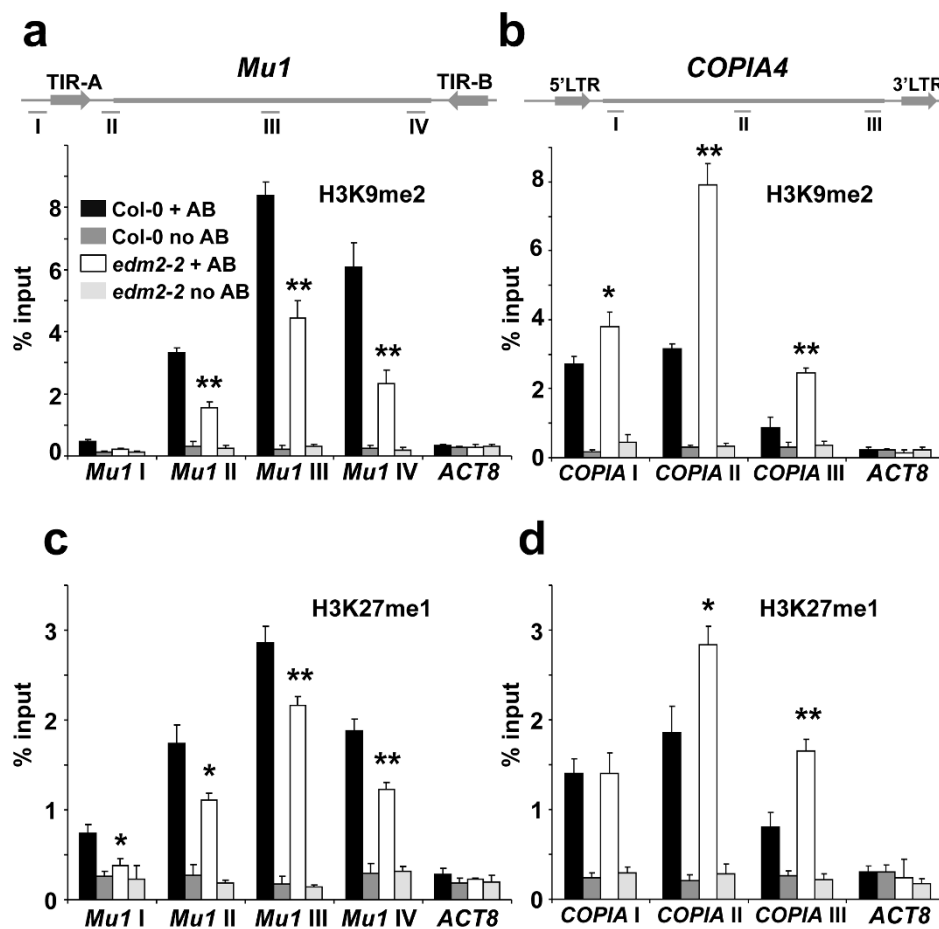 a
Mu1
TIR-A
TIR-B
I
II
III
IV
H3K9me2
Col-0 + AB
Col-0 no AB
edm2-2 + AB
edm2-2 no AB
% input
8
6
4
2
0
**
**
**
Mu1 I
Mu1 II
Mu1 III
Mu1 IV
ACT8
b
COPIA4
5'LTR
3'LTR
I
II
III
H3K9me2
% input
8
6
4
2
0
*
**
**
COPIA I
COPIA II
COPIA III
ACT8
c
H3K27me1
% input
3
2
1
0
*
*
**
**
Mu1 I
Mu1 II
Mu1 III
Mu1 IV
ACT8
d
H3K27me1
% input
3
2
1
0
*
**
COPIA I
COPIA II
COPIA III
ACT8